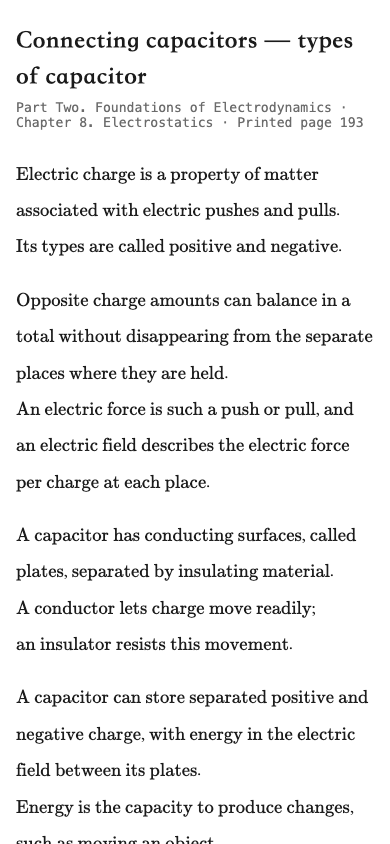 Connecting capacitors — types
of capacitor
Part Two. Foundations of Electrodynamics ·
Chapter 8. Electrostatics · Printed page 193
Electric charge is a property of matter
associated with electric pushes and pulls.
Its types are called positive and negative.
Opposite charge amounts can balance in a
total without disappearing from the separate
places where they are held.
An electric force is such a push or pull, and
an electric field describes the electric force
per charge at each place.
A capacitor has conducting surfaces, called
plates, separated by insulating material.
A conductor lets charge move readily;
an insulator resists this movement.
A capacitor can store separated positive and
negative charge, with energy in the electric
field between its plates.
Energy is the capacity to produce changes,
such as moving an object.